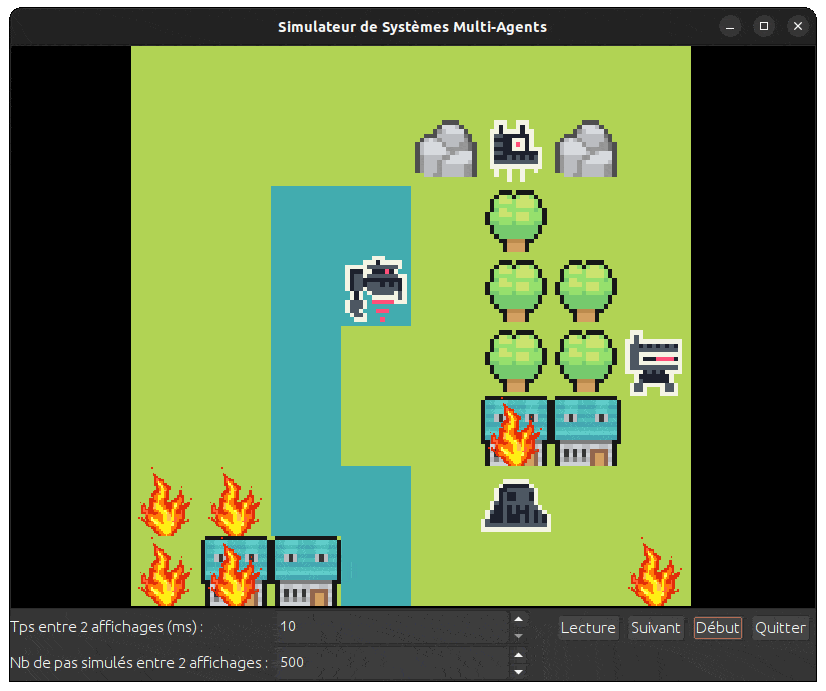 Simulateur de Systèmes Multi-Agents
Tps entre 2 affichages (ms) : 10 Lecture Suivant Début Quitter
Nb de pas simulés entre 2 affichages : 500